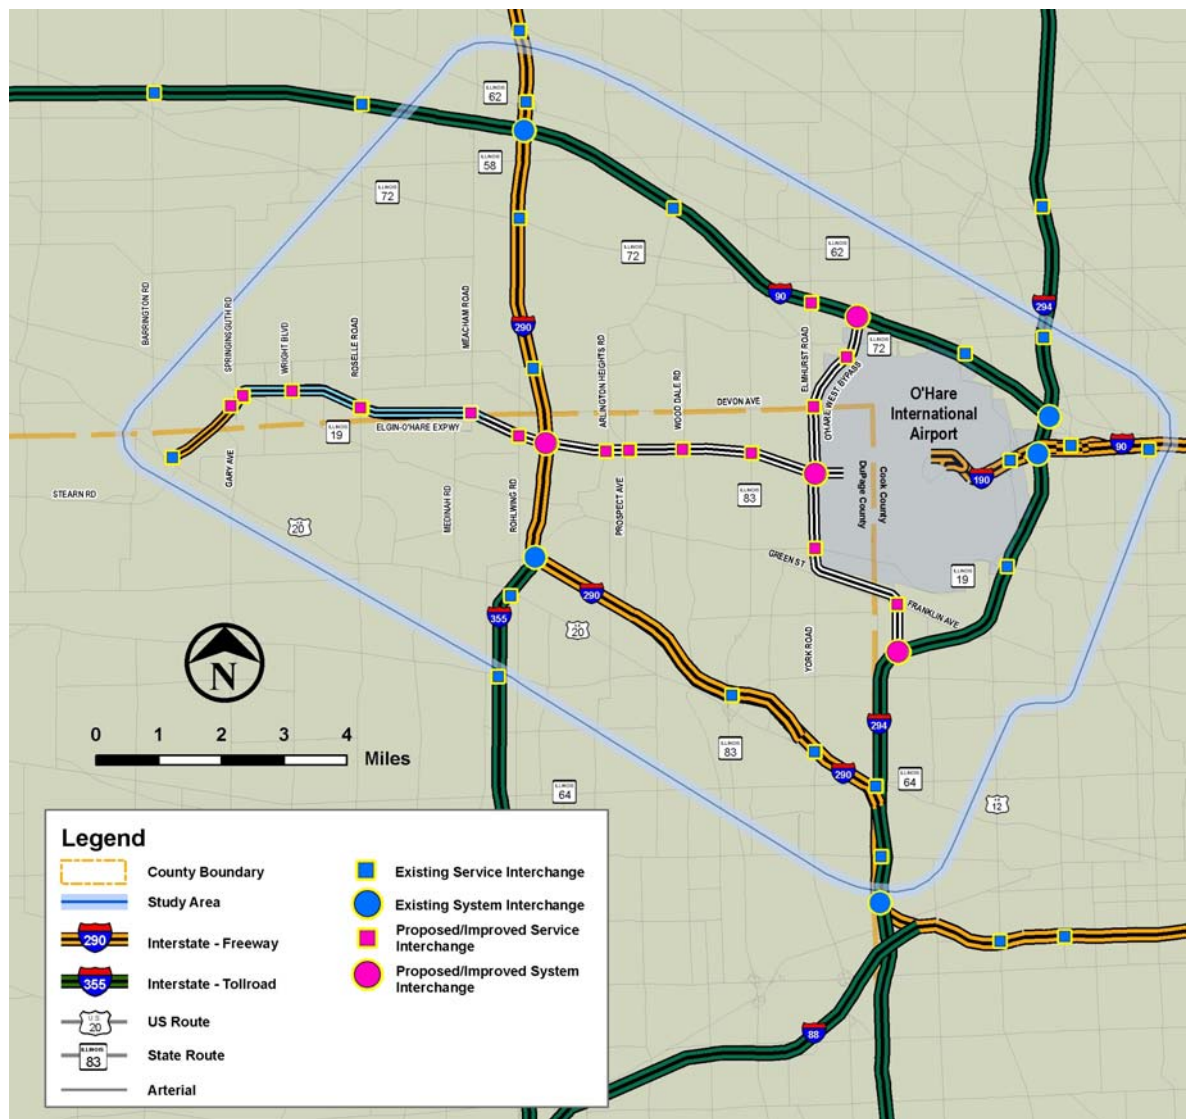 ILLINOIS
62
ILLINOIS
58
ILLINOIS
72
ILLINOIS
72
ILLINOIS
62
90
294
ILLINOIS
72
290
BARRINGTON RD
SPRINGINSGUTH RD
WRIGHT BLVD
ROSELLE ROAD
MEACHAM ROAD
ARLINGTON HEIGHTS RD
WOOD DALE RD
ELMHURST ROAD
O'HARE WEST BYPASS
DEVON AVE
O'Hare
International
Airport
ILLINOIS
19
ELGIN-O'HARE EXPWY
90
190
GARY AVE
STEARN RD
MEDINAH RD
ROHLWING RD
PROSPECT AVE
ILLINOIS
83
DuPage County
Cook County
US
20
GREEN ST
ILLINOIS
19
FRANKLIN AVE
290
355
US
20
YORK ROAD
N
294
0 1 2 3 4
Miles
ILLINOIS
83
290
ILLINOIS
64
ILLINOIS
64
US
12
88
Legend
County Boundary
Study Area
290
Interstate - Freeway
355
Interstate - Tollroad
U S
20
US Route
ILLINOIS
83
State Route
Arterial
Existing Service Interchange
Existing System Interchange
Proposed/Improved Service
Interchange
Proposed/Improved System
Interchange